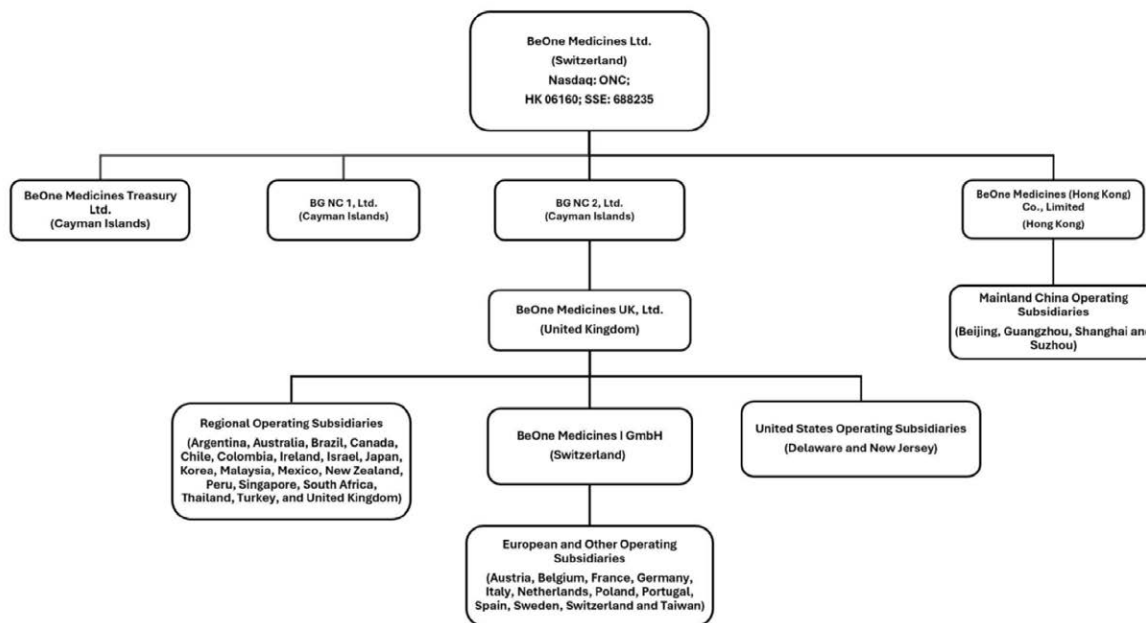 BeOne Medicines Ltd.
(Switzerland)
Nasdaq: ONC;
HK 06160; SSE: 688235
BeOne Medicines Treasury
Ltd.
(Cayman Islands)
BG NC 1, Ltd.
(Cayman Islands)
BG NC 2, Ltd.
(Cayman Islands)
BeOne Medicines (Hong Kong)
Co., Limited
(Hong Kong)
BeOne Medicines UK, Ltd.
(United Kingdom)
Mainland China Operating
Subsidiaries
(Beijing, Guangzhou, Shanghai and
Suzhou)
Regional Operating Subsidiaries
(Argentina, Australia, Brazil, Canada,
Chile, Colombia, Ireland, Israel, Japan,
Korea, Malaysia, Mexico, New Zealand,
Peru, Singapore, South Africa,
Thailand, Turkey, and United Kingdom)
BeOne Medicines I GmbH
(Switzerland)
United States Operating Subsidiaries
(Delaware and New Jersey)
European and Other Operating
Subsidiaries
(Austria, Belgium, France, Germany,
Italy, Netherlands, Poland, Portugal,
Spain, Sweden, Switzerland and Taiwan)